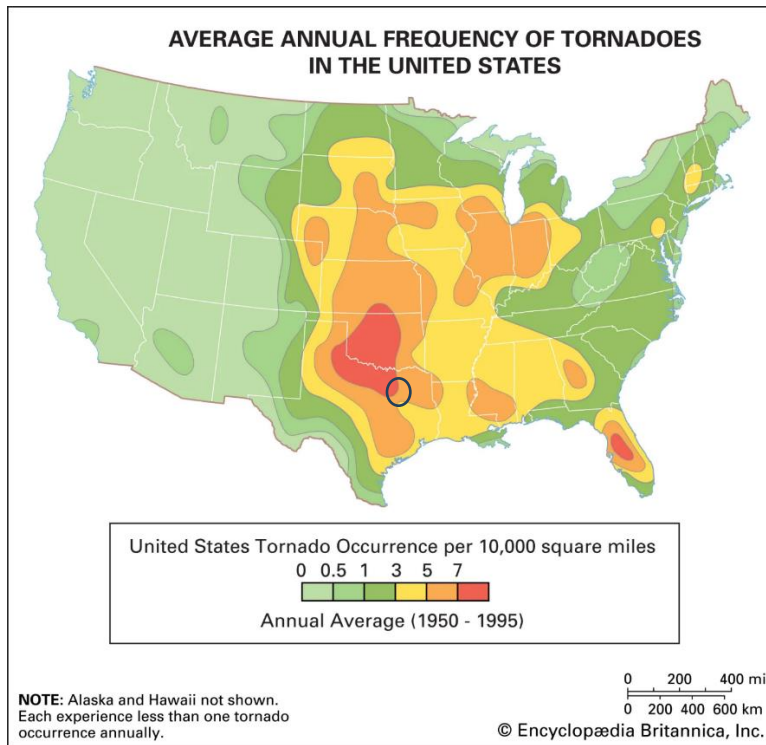 AVERAGE ANNUAL FREQUENCY OF TORNADOES
IN THE UNITED STATES
United States Tornado Occurrence per 10,000 square miles
0 0.5 1 3 5 7
Annual Average (1950 - 1995)
NOTE: Alaska and Hawaii not shown.
Each experience less than one tornado
occurrence annually.
0 200 400 mi
0 200 400 600 km
© Encyclopædia Britannica, Inc.